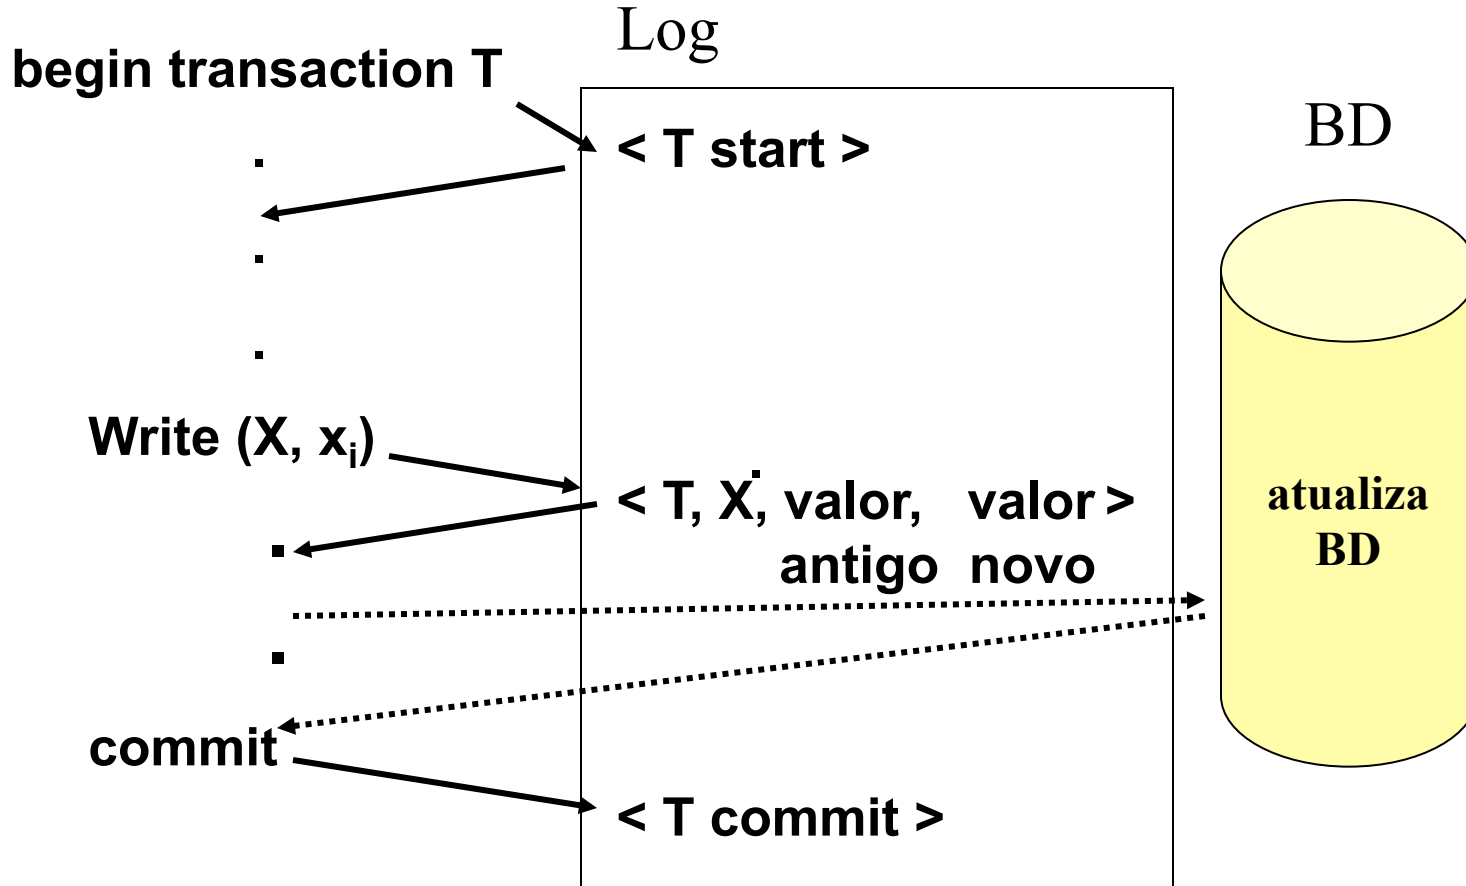 Log
begin transaction T
BD
< T start >
Write (X, xi)
< T, X, valor, valor >
antigo novo
atualiza
BD
commit
< T commit >